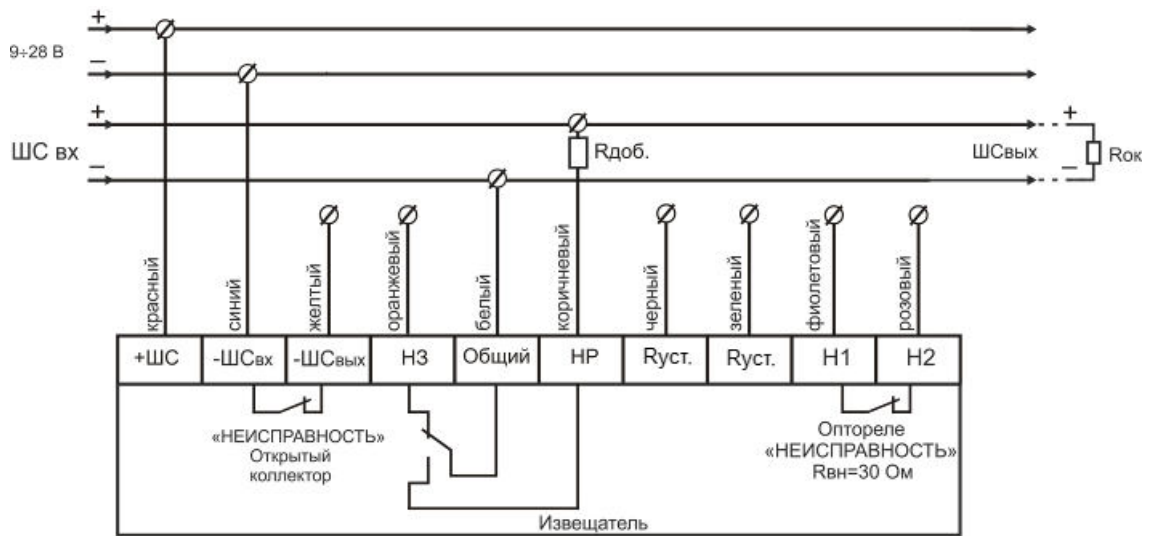 +
9÷28 В
–
+
ШС вх
–
Rдоб.
ШСвых
+
–
Rок
красный
синий
желтый
оранжевый
белый
коричневый
черный
зеленый
фиолетовый
розовый
+ШС
-ШСвх
-ШСвых
НЗ
Общий
НР
Rуст.
Rуст.
Н1
Н2
«НЕИСПРАВНОСТЬ»
Открытый
коллектор
Оптореле
«НЕИСПРАВНОСТЬ»
Rвн=30 Ом
Извещатель